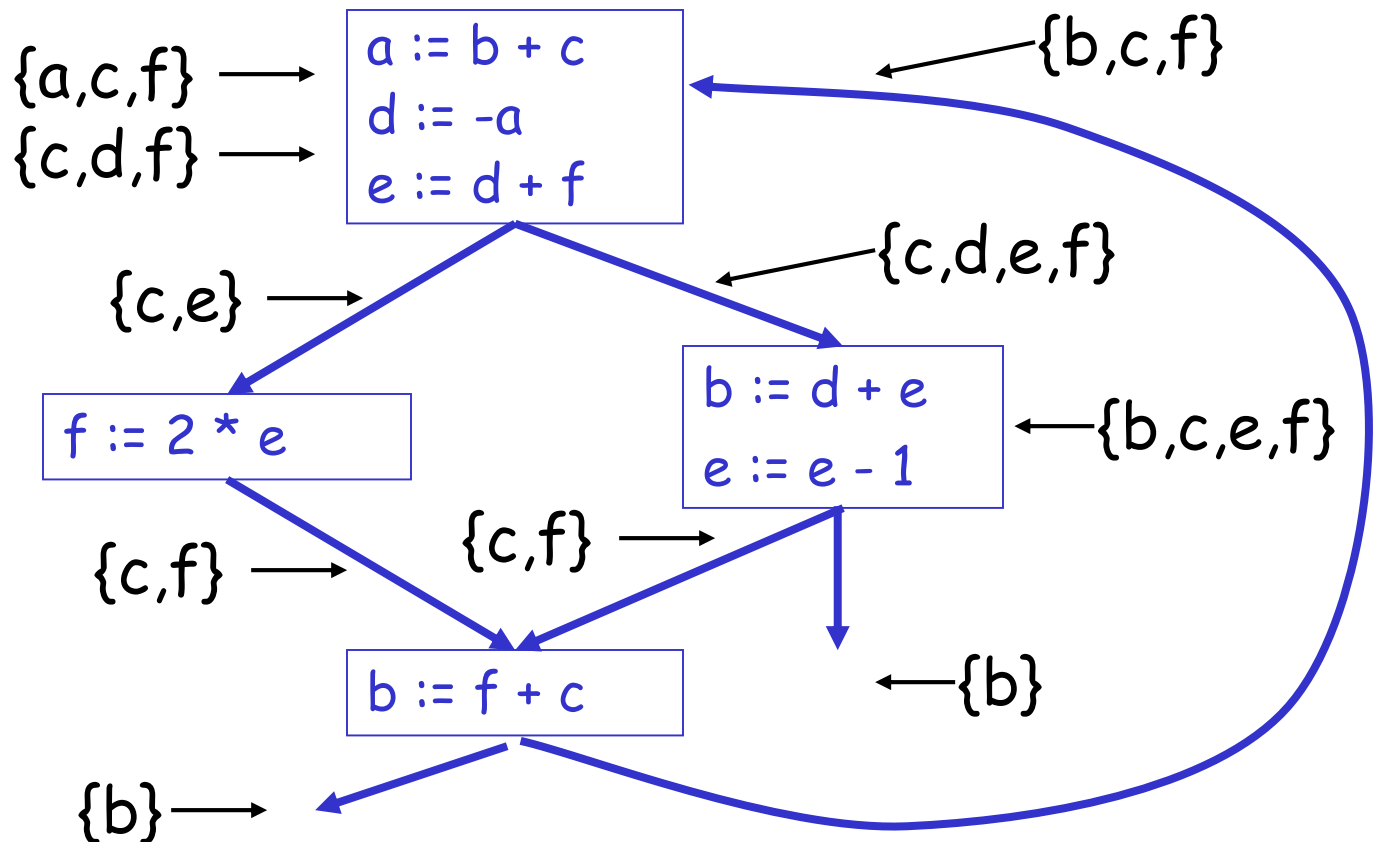 {b,c,f}
a := b + c
{a,c,f}
d := -a
{c,d,f}
e := d + f
{c,d,e,f}
{c,e}
b := d + e
f := 2 * e
{b,c,e,f}
e := e - 1
{c,f}
{c,f}
b := f + c
{b}
{b}